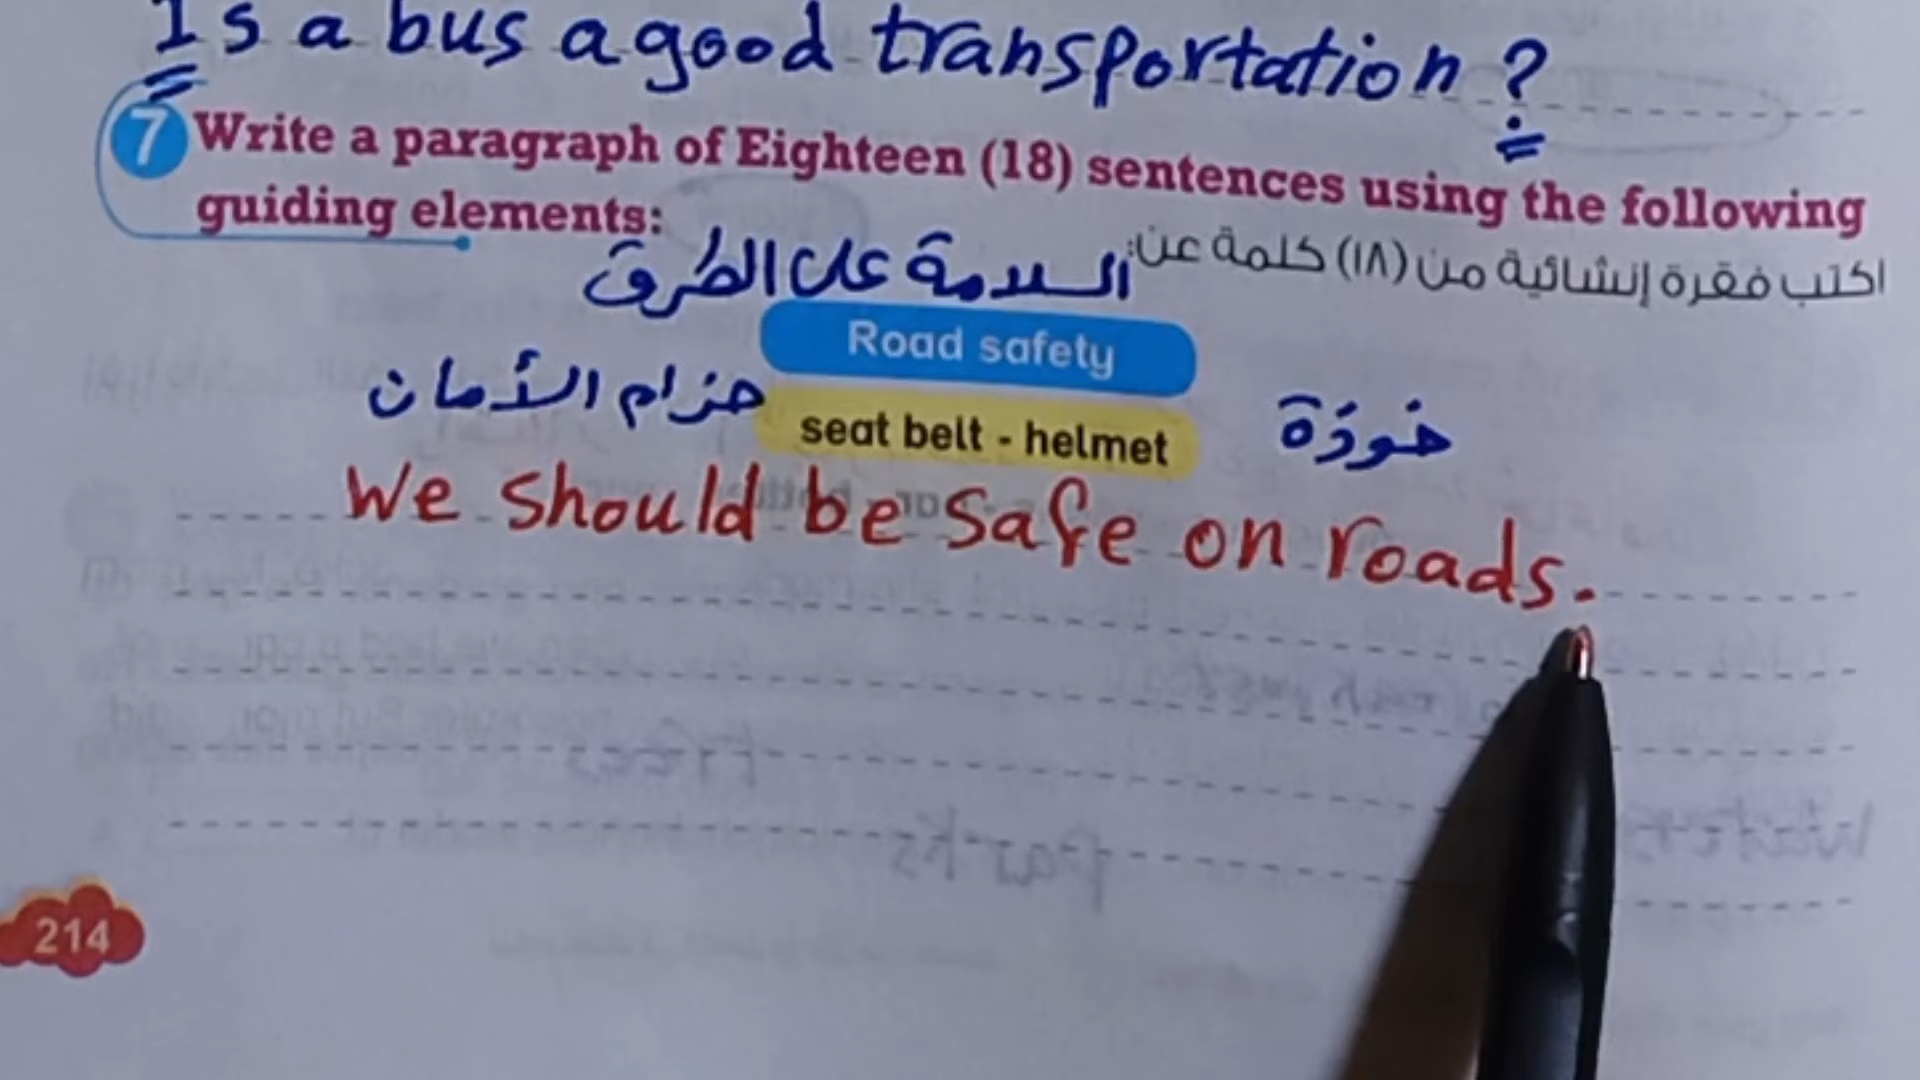 Is a bus a good transportation ?
7 Write a paragraph of Eighteen (18) sentences using the following
guiding elements:
اكتب فقرة إنشائية من (١٨) كلمة عن:
السلامة على الطرق
Road safety
حزام الأمان
seat belt - helmet
خوذة
We should be safe on roads.
214